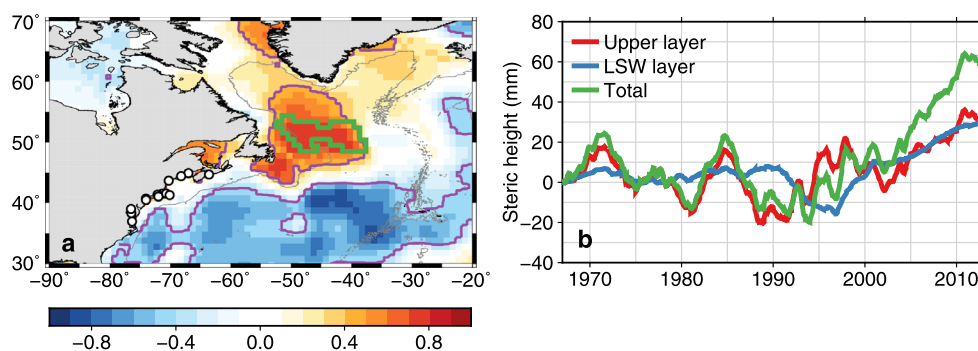 70˚
60˚
50˚
40˚
30˚
a
−90˚ −80˚ −70˚ −60˚ −50˚ −40˚ −30˚ −20˚
−0.8 −0.4 0.0 0.4 0.8
Steric height (mm)
80
60
40
20
0
−20
−40
Upper layer
LSW layer
Total
b
1970 1980 1990 2000 2010